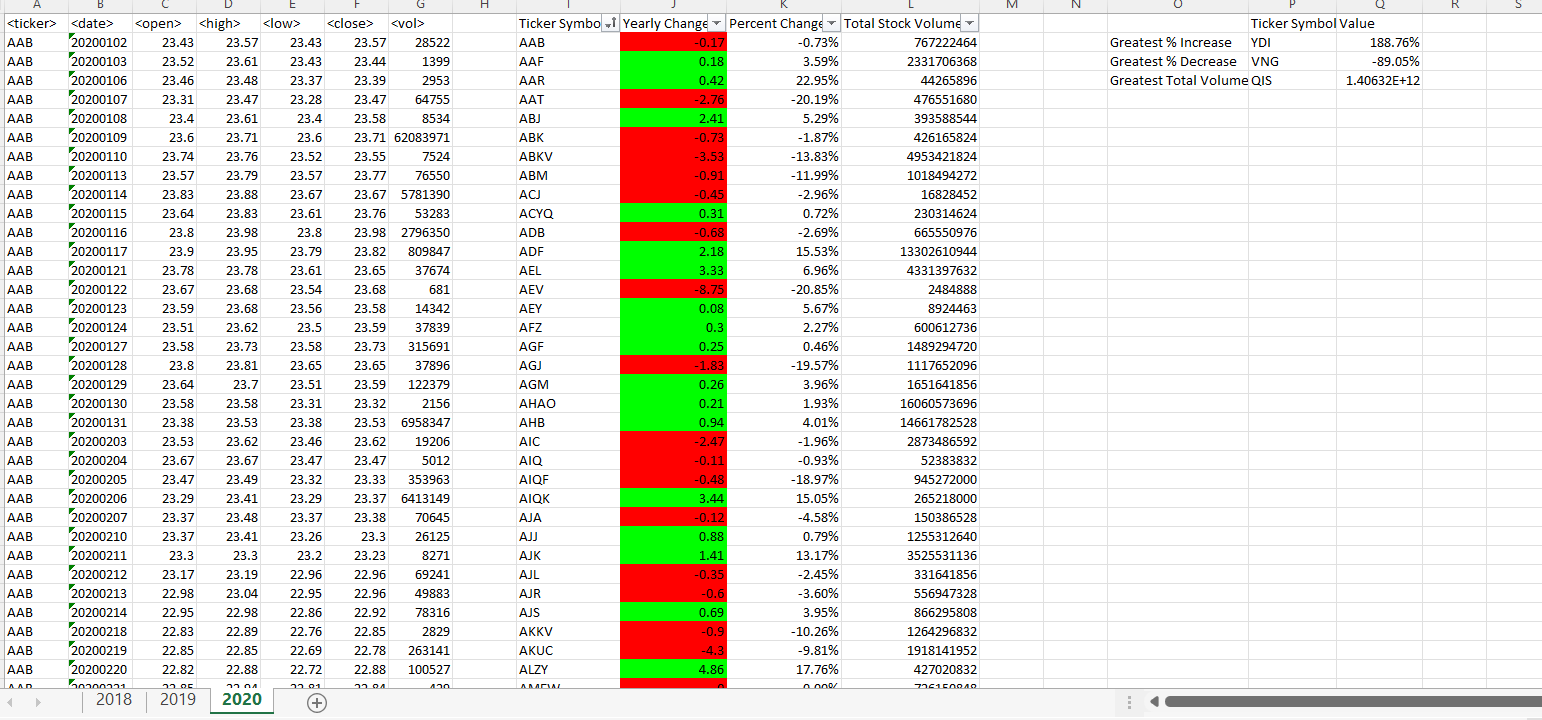 A B C D E F G H I J K L M N O P Q R S
<ticker> <date> <open> <high> <low> <close> <vol> Ticker Symbo Yearly Change Percent Change Total Stock Volume Ticker Symbol Value
AAB 20200102 23.43 23.57 23.43 23.57 28522 AAB -0.17 -0.73% 767222464 Greatest % Increase YDI 188.76%
AAB 20200103 23.52 23.61 23.43 23.44 1399 AAF 0.18 3.59% 2331706368 Greatest % Decrease VNG -89.05%
AAB 20200106 23.46 23.48 23.37 23.39 2953 AAR 0.42 22.95% 44265896 Greatest Total Volume QIS 1.40632E+12
AAB 20200107 23.31 23.47 23.28 23.47 64755 AAT -2.76 -20.19% 476551680
AAB 20200108 23.4 23.61 23.4 23.58 8534 ABJ 2.41 5.29% 393588544
AAB 20200109 23.6 23.71 23.6 23.71 62083971 ABK -0.73 -1.87% 426165824
AAB 20200110 23.74 23.76 23.52 23.55 7524 ABKV -3.53 -13.83% 4953421824
AAB 20200113 23.57 23.79 23.57 23.77 76550 ABM -0.91 -11.99% 1018494272
AAB 20200114 23.83 23.88 23.67 23.67 5781390 ACJ -0.45 -2.96% 16828452
AAB 20200115 23.64 23.83 23.61 23.76 53283 ACYQ 0.31 0.72% 230314624
AAB 20200116 23.8 23.98 23.8 23.98 2796350 ADB -0.68 -2.69% 665550976
AAB 20200117 23.9 23.95 23.79 23.82 809847 ADF 2.18 15.53% 13302610944
AAB 20200121 23.78 23.78 23.61 23.65 37674 AEL 3.33 6.96% 4331397632
AAB 20200122 23.67 23.68 23.54 23.68 681 AEV -8.75 -20.85% 2484888
AAB 20200123 23.59 23.68 23.56 23.58 14342 AEY 0.08 5.67% 8924463
AAB 20200124 23.51 23.62 23.5 23.59 37839 AFZ 0.3 2.27% 600612736
AAB 20200127 23.58 23.73 23.58 23.73 315691 AGF 0.25 0.46% 1489294720
AAB 20200128 23.8 23.81 23.65 23.65 37896 AGJ -1.83 -19.57% 1117652096
AAB 20200129 23.64 23.7 23.51 23.59 122379 AGM 0.26 3.96% 1651641856
AAB 20200130 23.58 23.58 23.31 23.32 2156 AHAO 0.21 1.93% 16060573696
AAB 20200131 23.38 23.53 23.38 23.53 6958347 AHB 0.94 4.01% 14661782528
AAB 20200203 23.53 23.62 23.46 23.62 19206 AIC -2.47 -1.96% 2873486592
AAB 20200204 23.67 23.67 23.47 23.47 5012 AIQ -0.11 -0.93% 52383832
AAB 20200205 23.47 23.49 23.32 23.33 353963 AIQF -0.48 -18.97% 945272000
AAB 20200206 23.29 23.41 23.29 23.37 6413149 AIQK 3.44 15.05% 265218000
AAB 20200207 23.37 23.48 23.37 23.38 70645 AJA -0.12 -4.58% 150386528
AAB 20200210 23.37 23.41 23.26 23.3 26125 AJJ 0.88 0.79% 1255312640
AAB 20200211 23.3 23.3 23.2 23.23 8271 AJK 1.41 13.17% 3525531136
AAB 20200212 23.17 23.19 22.96 22.96 69241 AJL -0.35 -2.45% 331641856
AAB 20200213 22.98 23.04 22.95 22.96 49883 AJR -0.6 -3.60% 556947328
AAB 20200214 22.95 22.98 22.86 22.92 78316 AJS 0.69 3.95% 866295808
AAB 20200218 22.83 22.89 22.76 22.85 2829 AKKV -0.9 -10.26% 1264296832
AAB 20200219 22.85 22.85 22.69 22.78 263141 AKUC -4.3 -9.81% 1918141952
AAB 20200220 22.82 22.88 22.72 22.88 100527 ALZY 4.86 17.76% 427020832
2018 2019 2020